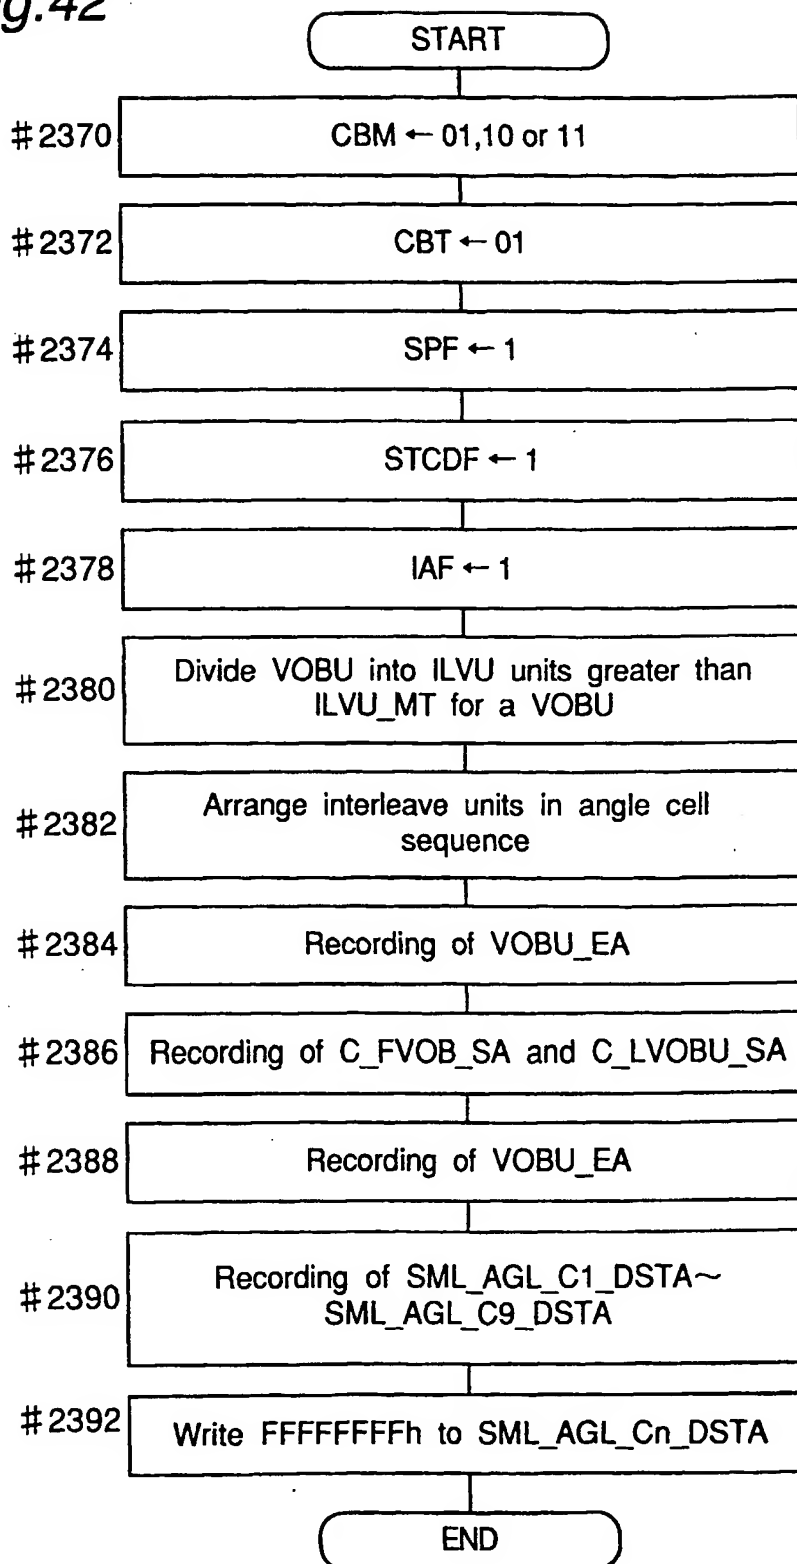 g.42
START
#2370
CBM ← 01,10 or 11
#2372
CBT ← 01
#2374
SPF ← 1
#2376
STCDF ← 1
#2378
IAF ← 1
#2380
Divide VOBU into ILVU units greater than
ILVU_MT for a VOBU
#2382
Arrange interleave units in angle cell
sequence
#2384
Recording of VOBU_EA
#2386
Recording of C_FVOB_SA and C_LVOBU_SA
#2388
Recording of VOBU_EA
#2390
Recording of SML_AGL_C1_DSTA~
SML_AGL_C9_DSTA
#2392
Write FFFFFFFFh to SML_AGL_Cn_DSTA
END